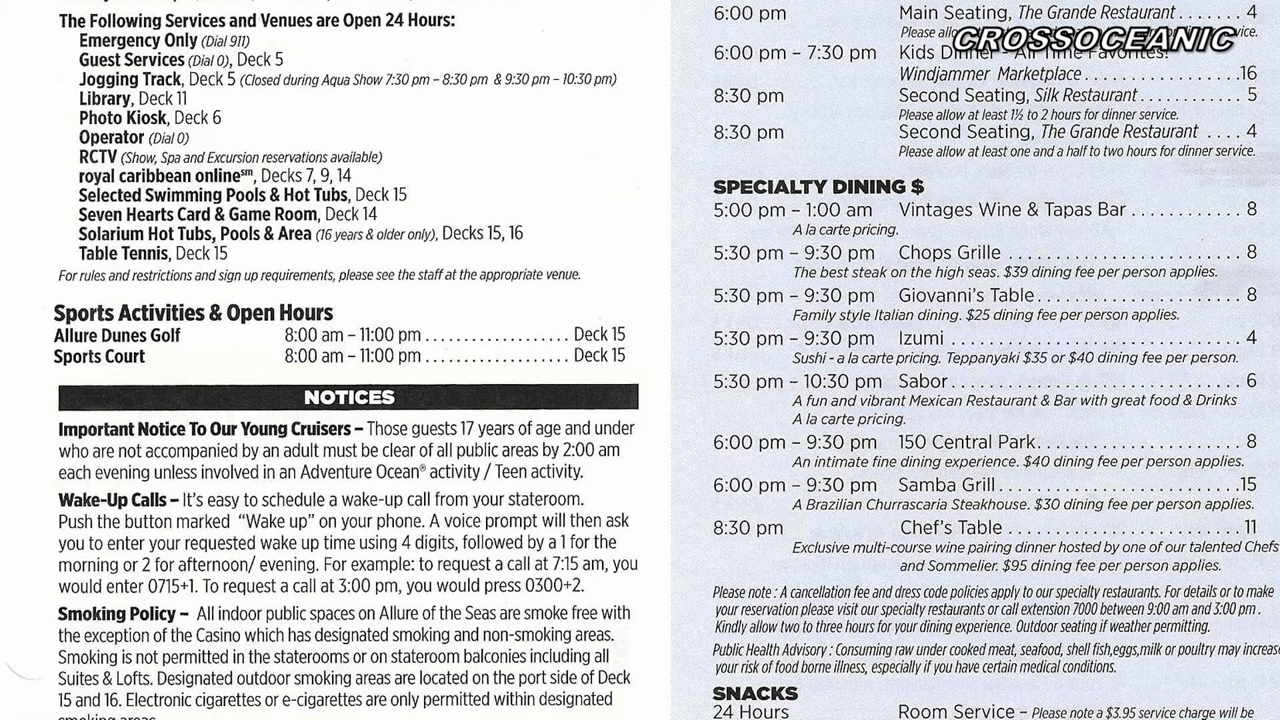 The Following Services and Venues are Open 24 Hours:
Emergency Only (Dial 911)
Guest Services (Dial 0), Deck 5
Jogging Track, Deck 5 (Closed during Aqua Show 7:30 pm – 8:30 pm & 9:30 pm – 10:30 pm)
Library, Deck 11
Photo Kiosk, Deck 6
Operator (Dial 0)
RCTV (Show, Spa and Excursion reservations available)
royal caribbean online℠, Decks 7, 9, 14
Selected Swimming Pools & Hot Tubs, Deck 15
Seven Hearts Card & Game Room, Deck 14
Solarium Hot Tubs, Pools & Area (16 years & older only), Decks 15, 16
Table Tennis, Deck 15
For rules and restrictions and sign up requirements, please see the staff at the appropriate venue.
Sports Activities & Open Hours
Allure Dunes Golf 8:00 am – 11:00 pm . . . . . . . . . . . . . . . . . . . Deck 15
Sports Court 8:00 am – 11:00 pm . . . . . . . . . . . . . . . . . . . Deck 15
NOTICES
Important Notice To Our Young Cruisers – Those guests 17 years of age and under
who are not accompanied by an adult must be clear of all public areas by 2:00 am
each evening unless involved in an Adventure Ocean® activity / Teen activity.
Wake-Up Calls – It's easy to schedule a wake-up call from your stateroom.
Push the button marked "Wake up" on your phone. A voice prompt will then ask
you to enter your requested wake up time using 4 digits, followed by a 1 for the
morning or 2 for afternoon/ evening. For example: to request a call at 7:15 am, you
would enter 0715+1. To request a call at 3:00 pm, you would press 0300+2.
Smoking Policy – All indoor public spaces on Allure of the Seas are smoke free with
the exception of the Casino which has designated smoking and non-smoking areas.
Smoking is not permitted in the staterooms or on stateroom balconies including all
Suites & Lofts. Designated outdoor smoking areas are located on the port side of Deck
15 and 16. Electronic cigarettes or e-cigarettes are only permitted within designated
smoking areas.
6:00 pm Main Seating, The Grande Restaurant . . . . . . . 4
Please allo
vice.
CROSSOCEANIC
6:00 pm – 7:30 pm Kids Dinner - All Time Favorites!
Windjammer Marketplace . . . . . . . . . . . . . . . . . 16
8:30 pm Second Seating, Silk Restaurant . . . . . . . . . . . 5
Please allow at least 1½ to 2 hours for dinner service.
8:30 pm Second Seating, The Grande Restaurant . . . . 4
Please allow at least one and a half to two hours for dinner service.
SPECIALTY DINING $
5:00 pm – 1:00 am Vintages Wine & Tapas Bar . . . . . . . . . . . . 8
A la carte pricing.
5:30 pm – 9:30 pm Chops Grille . . . . . . . . . . . . . . . . . . . . . . . . . 8
The best steak on the high seas. $39 dining fee per person applies.
5:30 pm – 9:30 pm Giovanni's Table . . . . . . . . . . . . . . . . . . . . . . 8
Family style Italian dining. $25 dining fee per person applies.
5:30 pm – 9:30 pm Izumi . . . . . . . . . . . . . . . . . . . . . . . . . . . . . . . 4
Sushi - a la carte pricing. Teppanyaki $35 or $40 dining fee per person.
5:30 pm – 10:30 pm Sabor . . . . . . . . . . . . . . . . . . . . . . . . . . . . . . . 6
A fun and vibrant Mexican Restaurant & Bar with great food & Drinks
A la carte pricing.
6:00 pm – 9:30 pm 150 Central Park . . . . . . . . . . . . . . . . . . . . . . 8
An intimate fine dining experience. $40 dining fee per person applies.
6:00 pm – 9:30 pm Samba Grill . . . . . . . . . . . . . . . . . . . . . . . . . . 15
A Brazilian Churrascaria Steakhouse. $30 dining fee per person applies.
8:30 pm Chef's Table . . . . . . . . . . . . . . . . . . . . . . . . . 11
Exclusive multi-course wine pairing dinner hosted by one of our talented Chefs
and Sommelier. $95 dining fee per person applies.
Please note : A cancellation fee and dress code policies apply to our specialty restaurants. For details or to make
your reservation please visit our specialty restaurants or call extension 7000 between 9:00 am and 3:00 pm .
Kindly allow two to three hours for your dining experience. Outdoor seating if weather permitting.
Public Health Advisory : Consuming raw under cooked meat, seafood, shell fish,eggs,milk or poultry may increase
your risk of food borne illness, especially if you have certain medical conditions.
SNACKS
24 Hours Room Service – Please note a $3.95 service charge will be